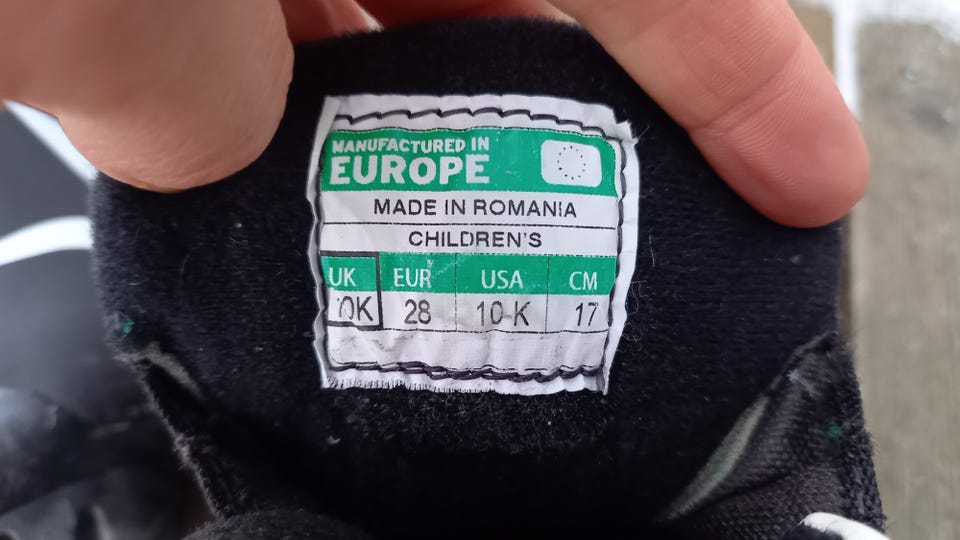 MANUFACTURED IN
EUROPE
MADE IN ROMANIA
CHILDREN'S
UK EUR USA CM
10K 28 10-K 17